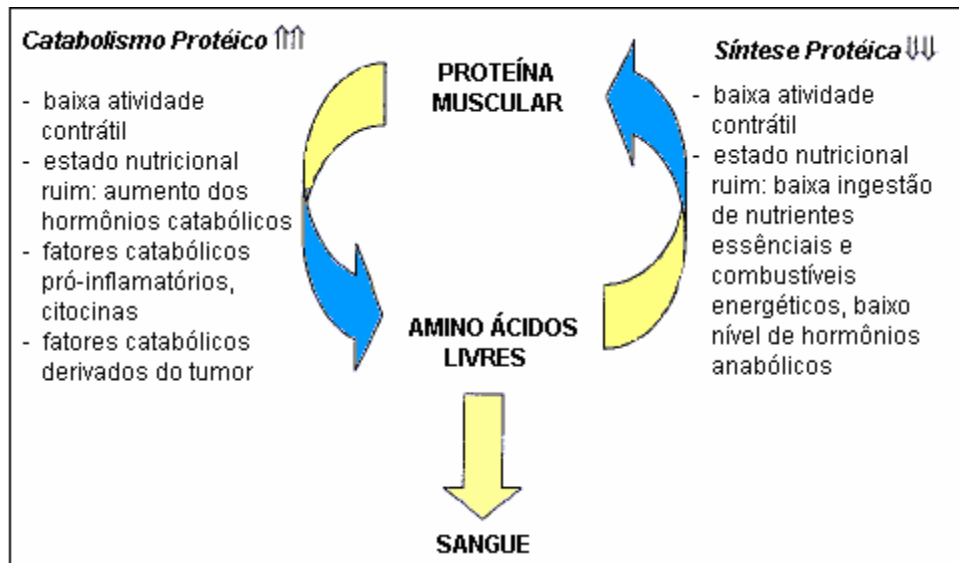 Catabolismo Protéico ⇑⇑
- baixa atividade
contrátil
- estado nutricional
ruim: aumento dos
hormônios catabólicos
- fatores catabólicos
pró-inflamatórios,
citocinas
- fatores catabólicos
derivados do tumor
PROTEÍNA
MUSCULAR
AMINO ÁCIDOS
LIVRES
SANGUE
Síntese Protéica ⇓⇓
- baixa atividade
contrátil
- estado nutricional
ruim: baixa ingestão
de nutrientes
essênciais e
combustíveis
energéticos, baixo
nível de hormônios
anabólicos